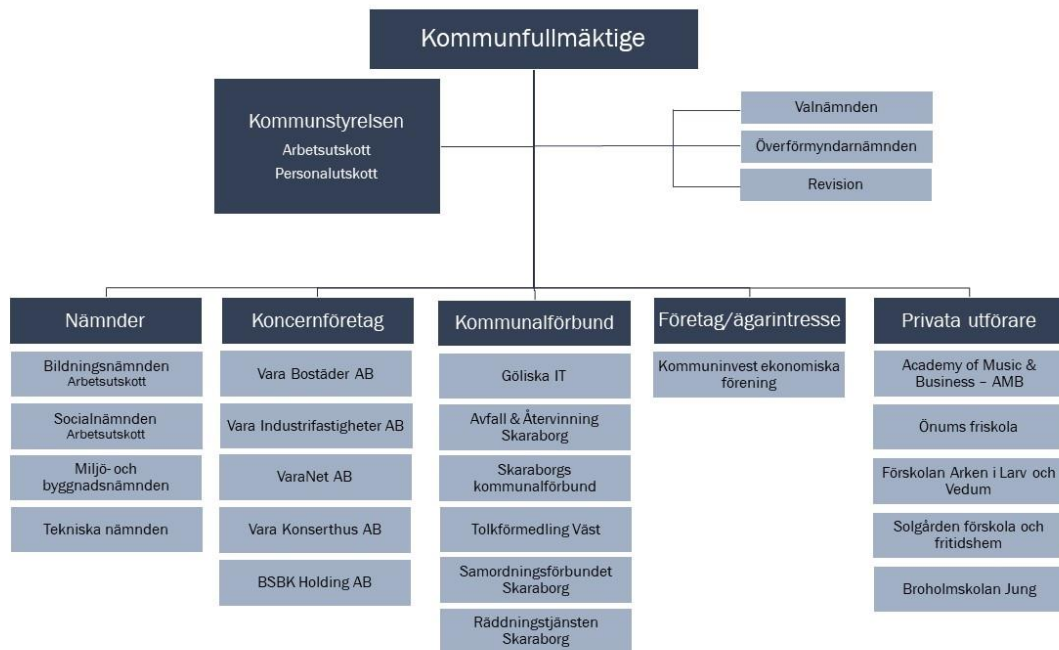 Kommunfullmäktige
Kommunstyrelsen
Arbetsutskott
Personalutskott
Valnämnden
Överförmyndarnämnden
Revision
Nämnder
Bildningsnämnden
Arbetsutskott
Socialnämnden
Arbetsutskott
Miljö- och
byggnadsnämnden
Tekniska nämnden
Koncernföretag
Vara Bostäder AB
Vara Industrifastigheter AB
VaraNet AB
Vara Konserthus AB
BSBK Holding AB
Kommunalförbund
Göliska IT
Avfall & Återvinning
Skaraborg
Skaraborgs
kommunalförbund
Tolkförmedling Väst
Samordningsförbundet
Skaraborg
Räddningstjänsten
Skaraborg
Företag/ägarintresse
Kommuninvest ekonomiska
förening
Privata utförare
Academy of Music &
Business – AMB
Önums friskola
Förskolan Arken i Larv och
Vedum
Solgården förskola och
fritidshem
Broholmskolan Jung